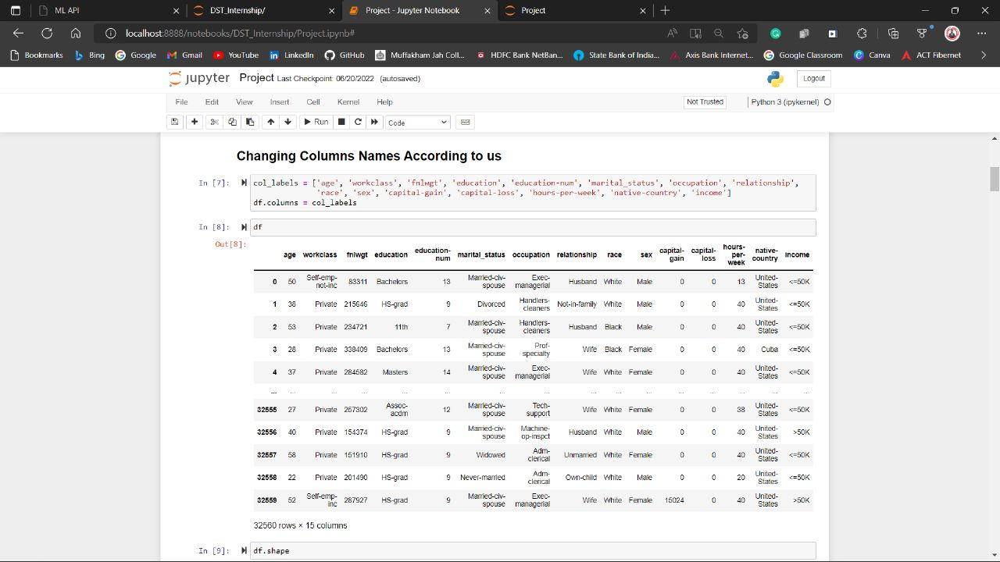 ML API
DST_Internship/
Project - Jupyter Notebook
Project
localhost:8888/notebooks/DST_Internship/Project.ipynb#
Bookmarks Bing Google Gmail YouTube LinkedIn GitHub Muffakham Jah Coll... HDFC Bank NetBan... State Bank of India... Axis Bank Internet... Google Classroom Canva ACT Fibernet
jupyter Project Last Checkpoint: 06/20/2022 (autosaved) Logout
File Edit View Insert Cell Kernel Help Not Trusted Python 3 (ipykernel)
Run Code
Changing Columns Names According to us
In [7]: col_labels = ['age', 'workclass', 'fnlwgt', 'education', 'education-num', 'marital_status', 'occupation', 'relationship',
'race', 'sex', 'capital-gain', 'capital-loss', 'hours-per-week', 'native-country', 'income']
df.columns = col_labels
In [8]: df
Out[8]:
age workclass fnlwgt education education-num marital_status occupation relationship race sex capital-gain capital-loss hours-per-week native-country income
0 50 Self-emp-not-inc 83311 Bachelors 13 Married-civ-spouse Exec-managerial Husband White Male 0 0 13 United-States <=50K
1 38 Private 215646 HS-grad 9 Divorced Handlers-cleaners Not-in-family White Male 0 0 40 United-States <=50K
2 53 Private 234721 11th 7 Married-civ-spouse Handlers-cleaners Husband Black Male 0 0 40 United-States <=50K
3 28 Private 338409 Bachelors 13 Married-civ-spouse Prof-specialty Wife Black Female 0 0 40 Cuba <=50K
4 37 Private 284582 Masters 14 Married-civ-spouse Exec-managerial Wife White Female 0 0 40 United-States <=50K
... ... ... ... ... ... ... ... ... ... ... ... ... ... ... ...
32555 27 Private 257302 Assoc-acdm 12 Married-civ-spouse Tech-support Wife White Female 0 0 38 United-States <=50K
32556 40 Private 154374 HS-grad 9 Married-civ-spouse Machine-op-inspct Husband White Male 0 0 40 United-States >50K
32557 58 Private 151910 HS-grad 9 Widowed Adm-clerical Unmarried White Female 0 0 40 United-States <=50K
32558 22 Private 201490 HS-grad 9 Never-married Adm-clerical Own-child White Male 0 0 20 United-States <=50K
32559 52 Self-emp-inc 287927 HS-grad 9 Married-civ-spouse Exec-managerial Wife White Female 15024 0 40 United-States >50K
32560 rows × 15 columns
In [9]: df.shape